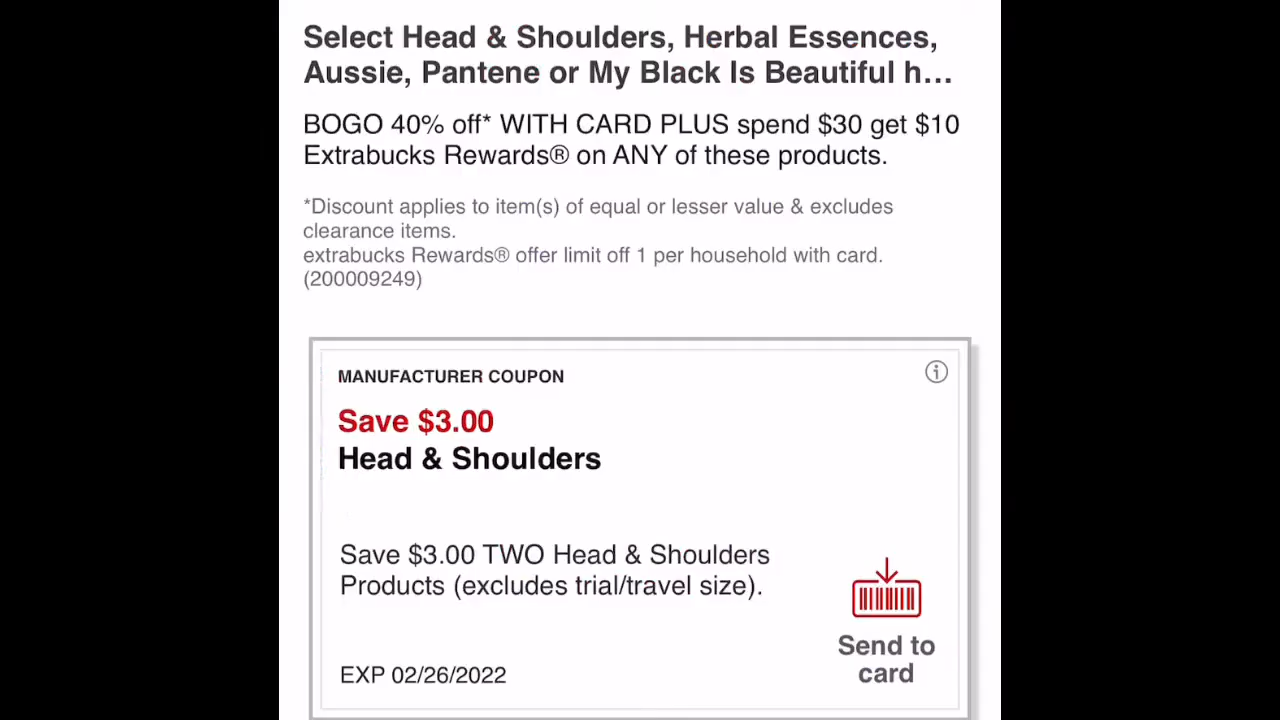 Select Head & Shoulders, Herbal Essences,
Aussie, Pantene or My Black Is Beautiful h...
BOGO 40% off* WITH CARD PLUS spend $30 get $10
Extrabucks Rewards® on ANY of these products.
*Discount applies to item(s) of equal or lesser value & excludes
clearance items.
extrabucks Rewards® offer limit off 1 per household with card.
(200009249)
MANUFACTURER COUPON
Save $3.00
Head & Shoulders
Save $3.00 TWO Head & Shoulders
Products (excludes trial/travel size).
Send to
card
EXP 02/26/2022